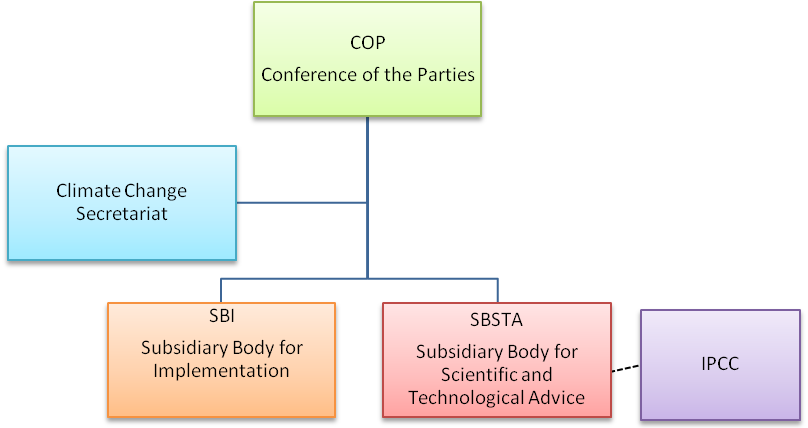 COP
Conference of the Parties
Climate Change
Secretariat
SBI
Subsidiary Body for
Implementation
SBSTA
Subsidiary Body for
Scientific and
Technological Advice
IPCC